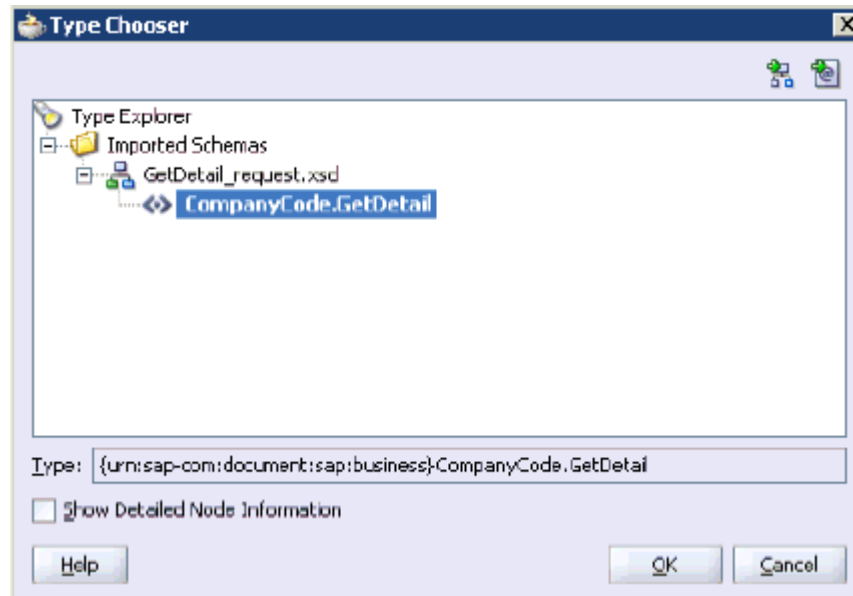 Type Chooser
Type Explorer
Imported Schemas
GetDetail_request.xsd
CompanyCode.GetDetail
Type: {urn:sap-com:document:sap:business}CompanyCode.GetDetail
Show Detailed Node Information
Help OK Cancel